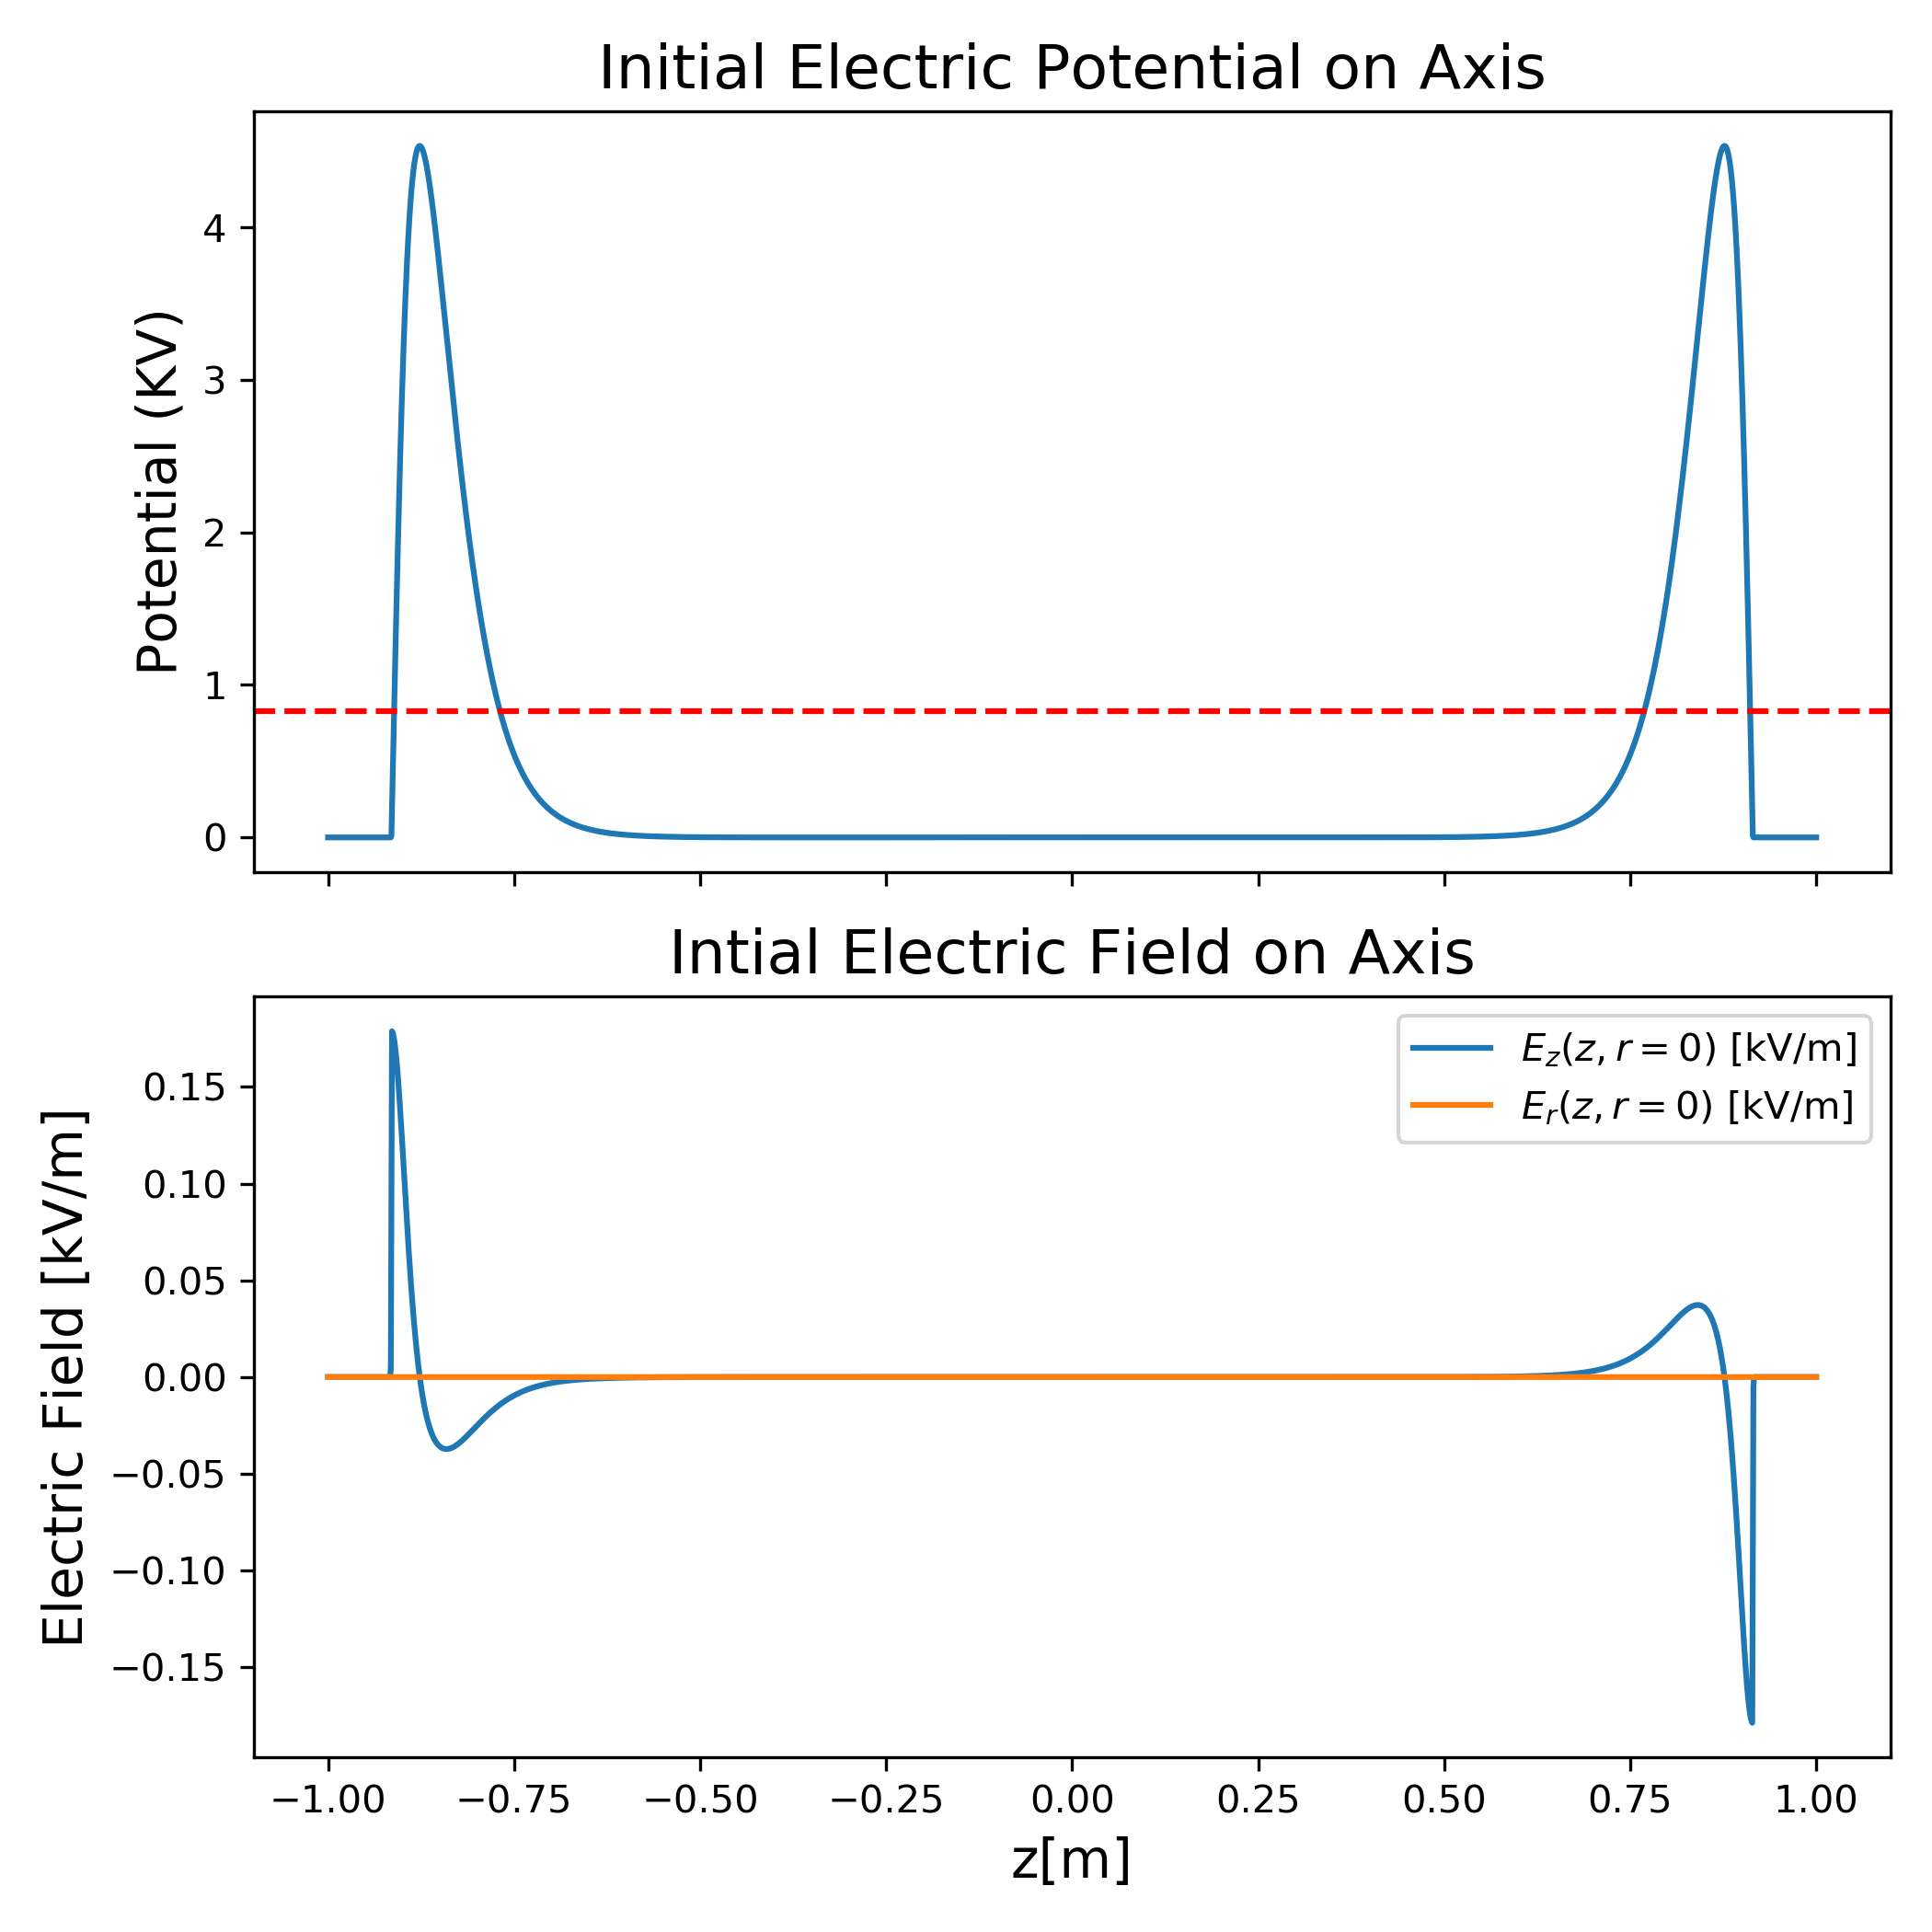 Initial Electric Potential on Axis
Potential (KV)
4
3
2
1
0
Intial Electric Field on Axis
Electric Field [kV/m]
E_z(z, r = 0) [kV/m]
E_r(z, r = 0) [kV/m]
0.15
0.10
0.05
0.00
−0.05
−0.10
−0.15
−1.00 −0.75 −0.50 −0.25 0.00 0.25 0.50 0.75 1.00
z[m]